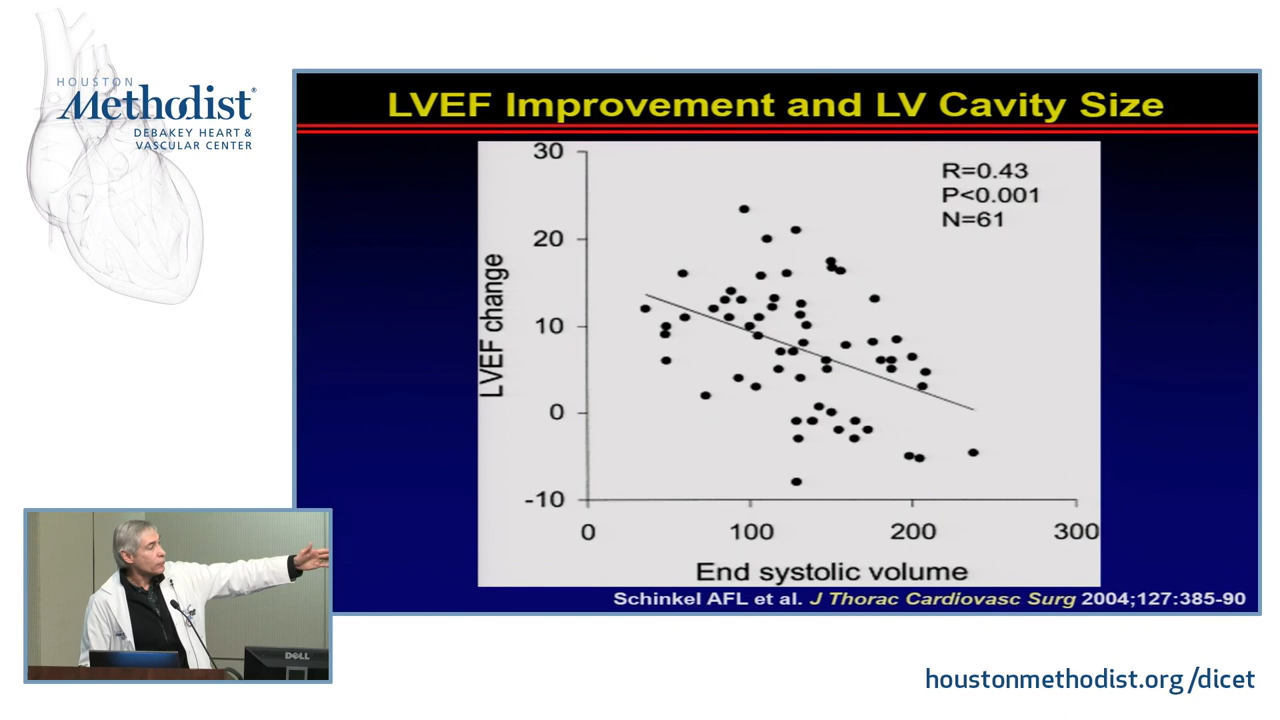 HOUSTON
Methodist®
DEBAKEY HEART &
VASCULAR CENTER
LVEF Improvement and LV Cavity Size
R=0.43
P<0.001
N=61
LVEF change
30
20
10
0
-10
0 100 200 300
End systolic volume
Schinkel AFL et al. J Thorac Cardiovasc Surg 2004;127:385-90
DELL
houstonmethodist.org/dicet